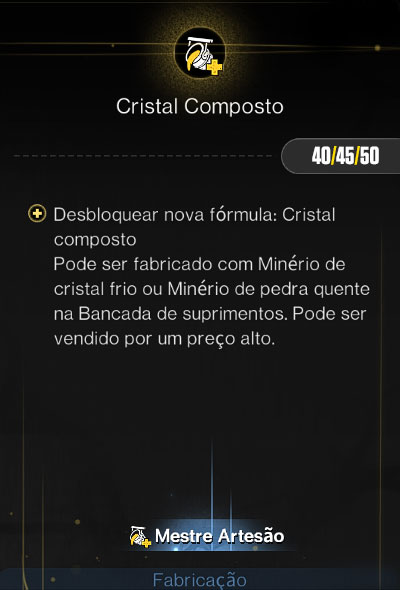 Cristal Composto
40/45/50
Desbloquear nova fórmula: Cristal
composto
Pode ser fabricado com Minério de
cristal frio ou Minério de pedra quente
na Bancada de suprimentos. Pode ser
vendido por um preço alto.
Mestre Artesão
Fabricação